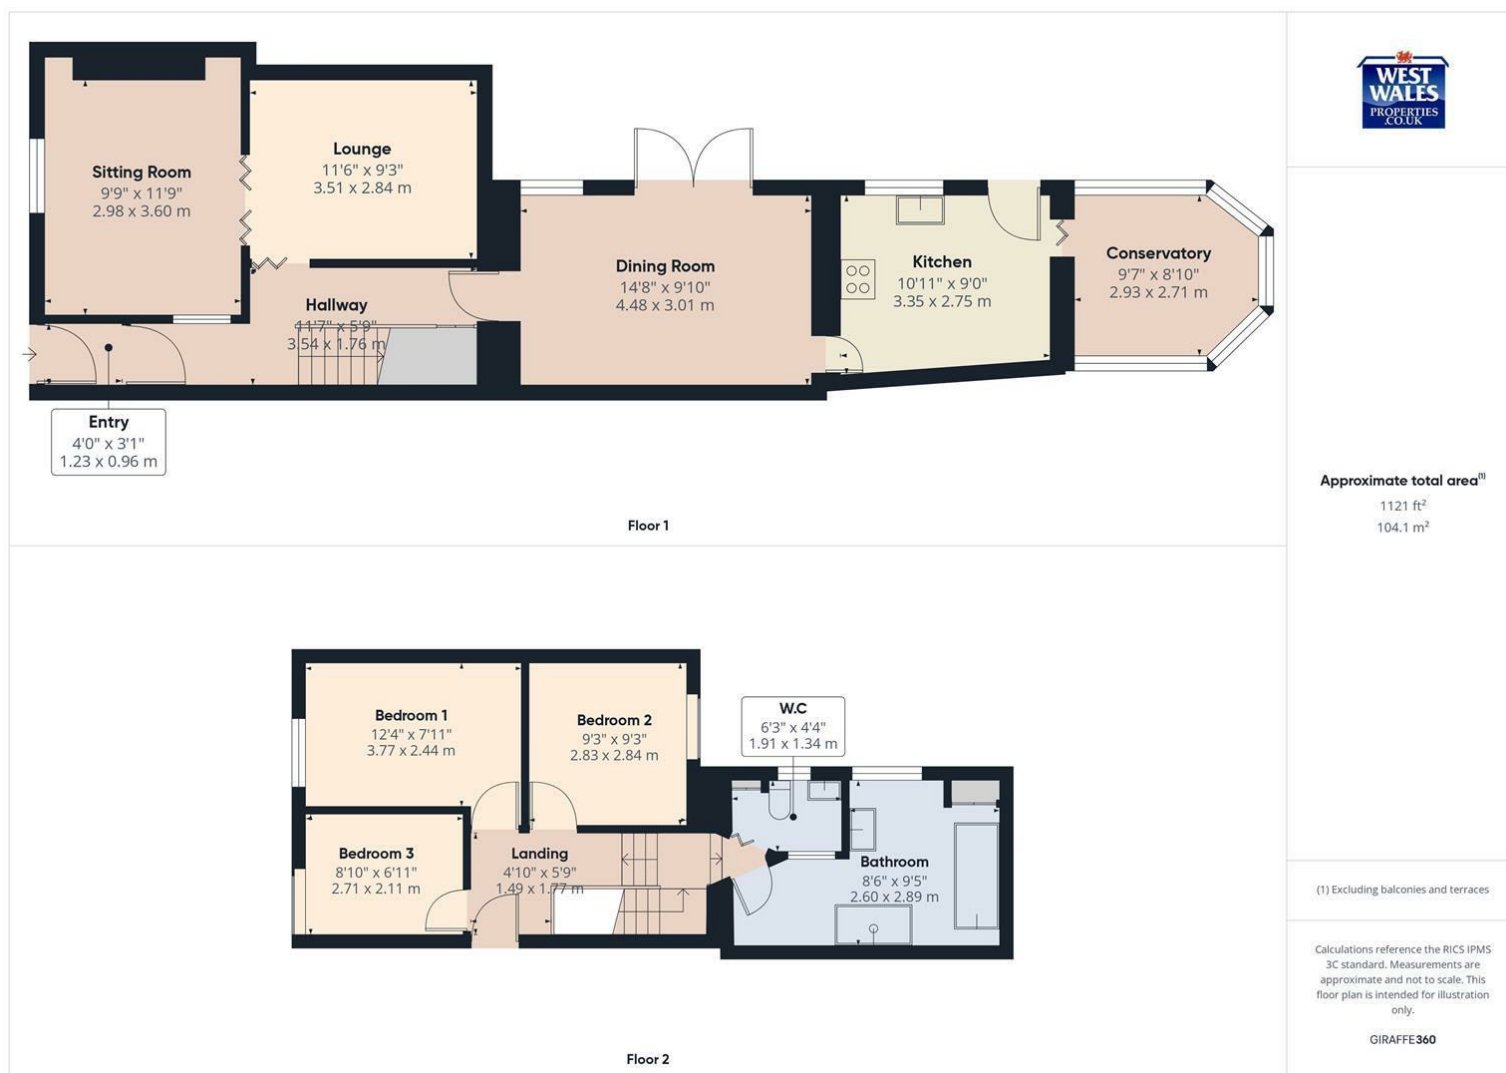 Sitting Room
9'9" x 11'9"
2.98 x 3.60 m
Lounge
11'6" x 9'3"
3.51 x 2.84 m
Hallway
11'7" x 5'9"
3.54 x 1.76 m
Entry
4'0" x 3'1"
1.23 x 0.96 m
Dining Room
14'8" x 9'10"
4.48 x 3.01 m
Kitchen
10'11" x 9'0"
3.35 x 2.75 m
Conservatory
9'7" x 8'10"
2.93 x 2.71 m
Floor 1
Bedroom 1
12'4" x 7'11"
3.77 x 2.44 m
Bedroom 2
9'3" x 9'3"
2.83 x 2.84 m
W.C
6'3" x 4'4"
1.91 x 1.34 m
Bedroom 3
8'10" x 6'11"
2.71 x 2.11 m
Landing
4'10" x 5'9"
1.49 x 1.77 m
Bathroom
8'6" x 9'5"
2.60 x 2.89 m
Floor 2
WEST
WALES
PROPERTIES
.CO.UK
Approximate total area(1)
1121 ft²
104.1 m²
(1) Excluding balconies and terraces
Calculations reference the RICS IPMS
3C standard. Measurements are
approximate and not to scale. This
floor plan is intended for illustration
only.
GIRAFFE360